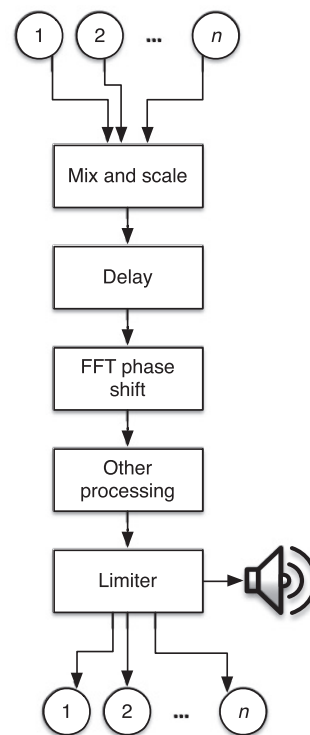 1 2 ... n
Mix and scale
Delay
FFT phase
shift
Other
processing
Limiter
1 2 ... n